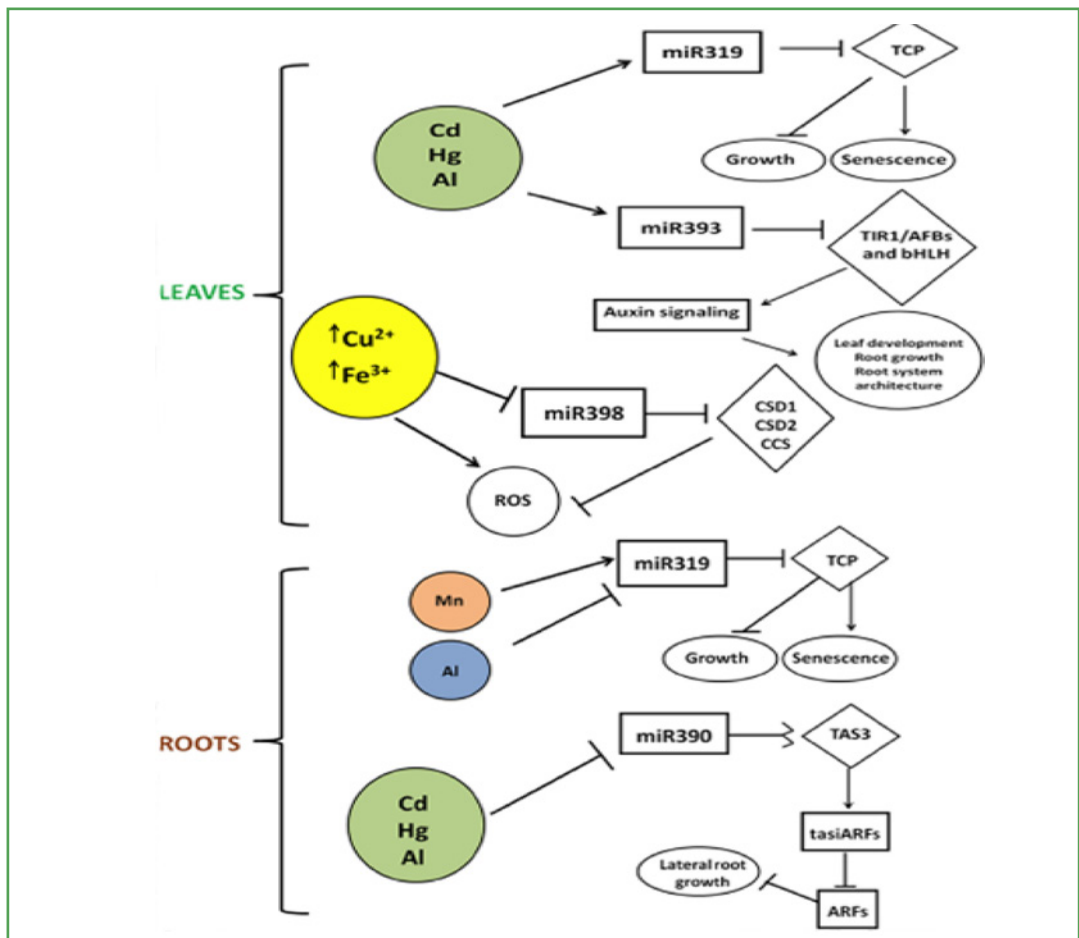 miR319
TCP
Cd
Hg
Al
Growth
Senescence
miR393
TIR1/AFBs
and bHLH
LEAVES
Auxin signaling
↑Cu²⁺
↑Fe³⁺
Leaf development
Root growth
Root system
architecture
miR398
CSD1
CSD2
CCS
ROS
miR319
TCP
Mn
Al
Growth
Senescence
ROOTS
miR390
TAS3
Cd
Hg
Al
tasiARFs
Lateral root
growth
ARFs